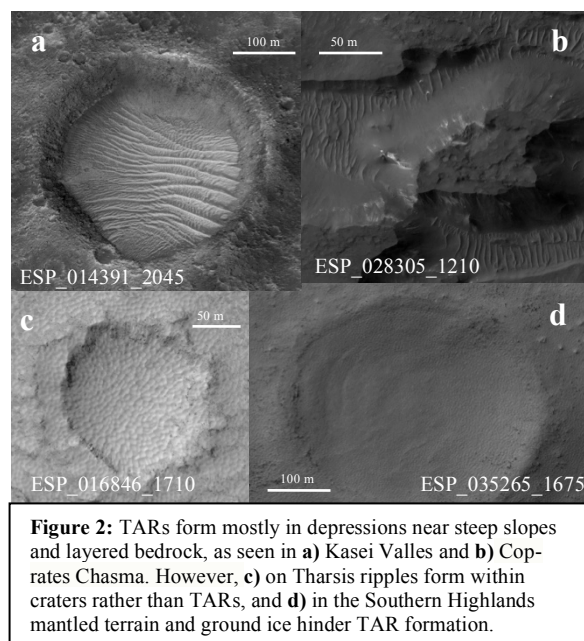 a
100 m
50 m
b
ESP_014391_2045
ESP_028305_1210
c
50 m
d
ESP_016846_1710
100 m
ESP_035265_1675
Figure 2: TARs form mostly in depressions near steep slopes
and layered bedrock, as seen in a) Kasei Valles and b) Cop-
rates Chasma. However, c) on Tharsis ripples form within
craters rather than TARs, and d) in the Southern Highlands
mantled terrain and ground ice hinder TAR formation.